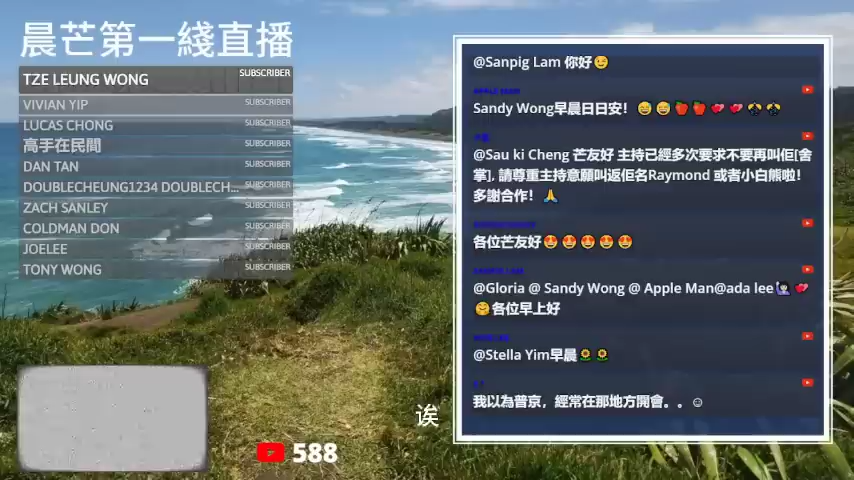 晨芒第一綫直播
TZE LEUNG WONG SUBSCRIBER
VIVIAN YIP SUBSCRIBER
LUCAS CHONG SUBSCRIBER
高手在民間 SUBSCRIBER
DAN TAN SUBSCRIBER
DOUBLECHEUNG1234 DOUBLECH... SUBSCRIBER
ZACH SANLEY SUBSCRIBER
COLDMAN DON SUBSCRIBER
JOELEE SUBSCRIBER
TONY WONG SUBSCRIBER
@Sanpig Lam 你好😉
Sandy Wong早晨日日安！
@Sau ki Cheng 芒友好 主持已經多次要求不要再叫佢[舍
掌], 請尊重主持意願叫返佢名Raymond 或者小白熊啦！
多謝合作！🙏
各位芒友好😍😍😍😍😍
@Gloria @ Sandy Wong @ Apple Man@ada lee
🤗各位早上好
@Stella Yim早晨🌻🌻
我以為普京，經常在那地方開會。。☺
诶
588